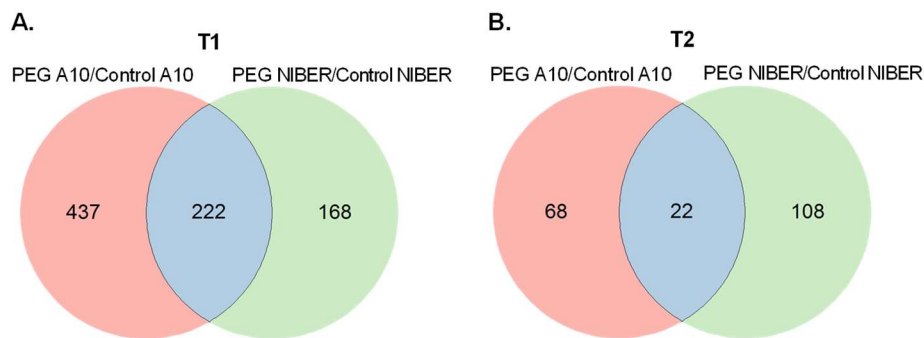 A.
T1
PEG A10/Control A10 PEG NIBER/Control NIBER
437 222 168
B.
T2
PEG A10/Control A10 PEG NIBER/Control NIBER
68 22 108